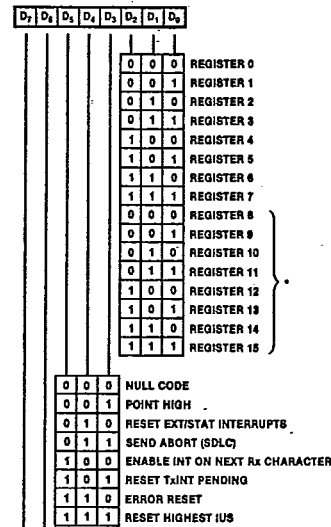 D7 D6 D5 D4 D3 D2 D1 D0
0 0 0 REGISTER 0
0 0 1 REGISTER 1
0 1 0 REGISTER 2
0 1 1 REGISTER 3
1 0 0 REGISTER 4
1 0 1 REGISTER 5
1 1 0 REGISTER 6
1 1 1 REGISTER 7
0 0 0 REGISTER 8
0 0 1 REGISTER 9
0 1 0 REGISTER 10
0 1 1 REGISTER 11
1 0 0 REGISTER 12
1 0 1 REGISTER 13
1 1 0 REGISTER 14
1 1 1 REGISTER 15
*
0 0 0 NULL CODE
0 0 1 POINT HIGH
0 1 0 RESET EXT/STAT INTERRUPTS
0 1 1 SEND ABORT (SDLC)
1 0 0 ENABLE INT ON NEXT Rx CHARACTER
1 0 1 RESET TxINT PENDING
1 1 0 ERROR RESET
1 1 1 RESET HIGHEST IUS